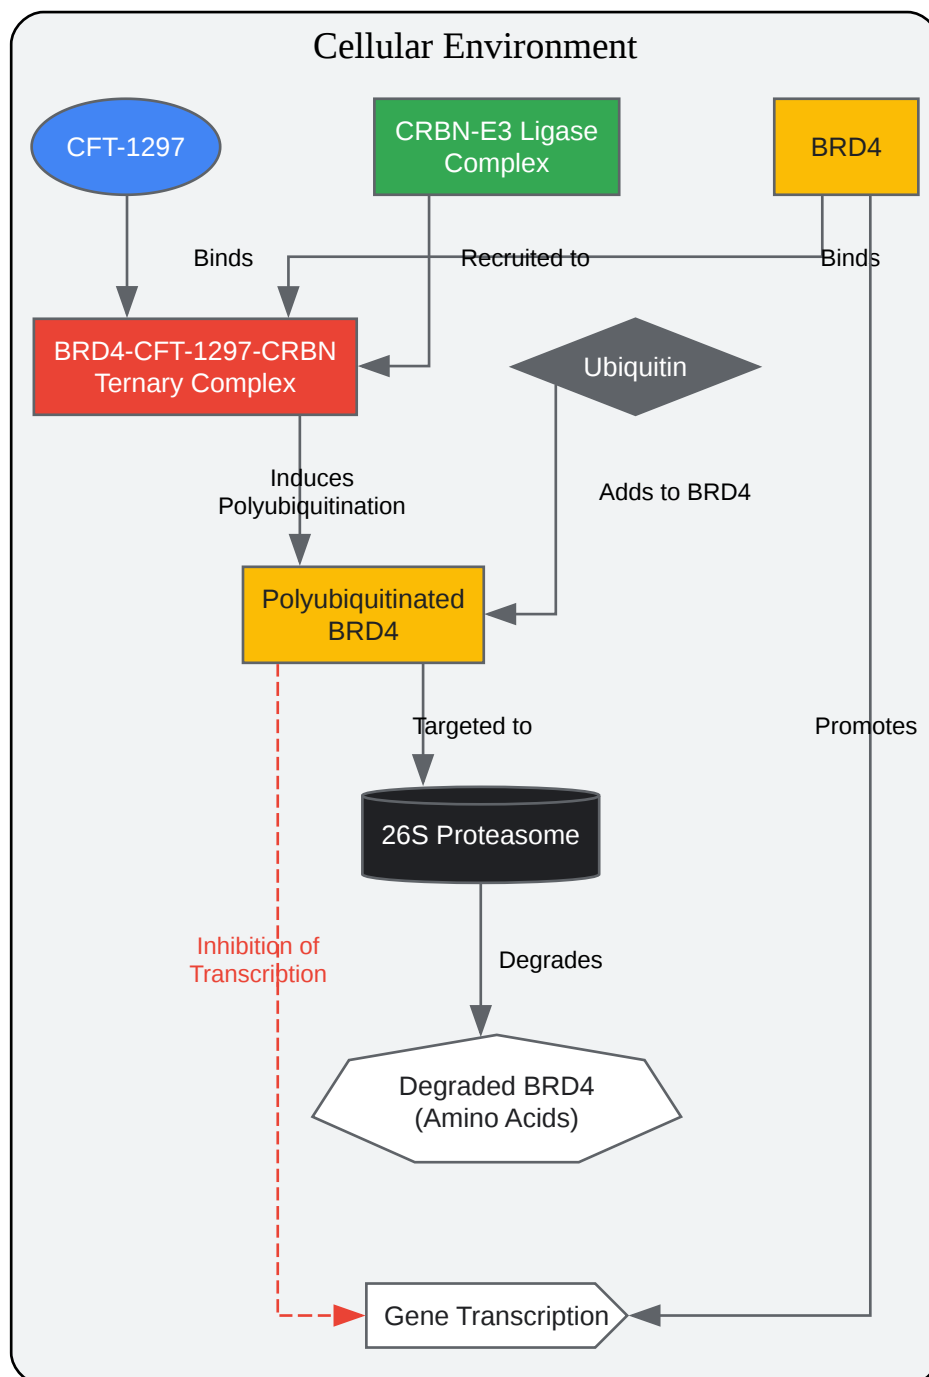 Cellular Environment
CFT-1297
CRBN-E3 Ligase
Complex
BRD4
Binds
Recruited to
Binds
BRD4-CFT-1297-CRBN
Ternary Complex
Ubiquitin
Induces
Polyubiquitination
Adds to BRD4
Polyubiquitinated
BRD4
Targeted to
Promotes
26S Proteasome
Inhibition of
Transcription
Degrades
Degraded BRD4
(Amino Acids)
Gene Transcription